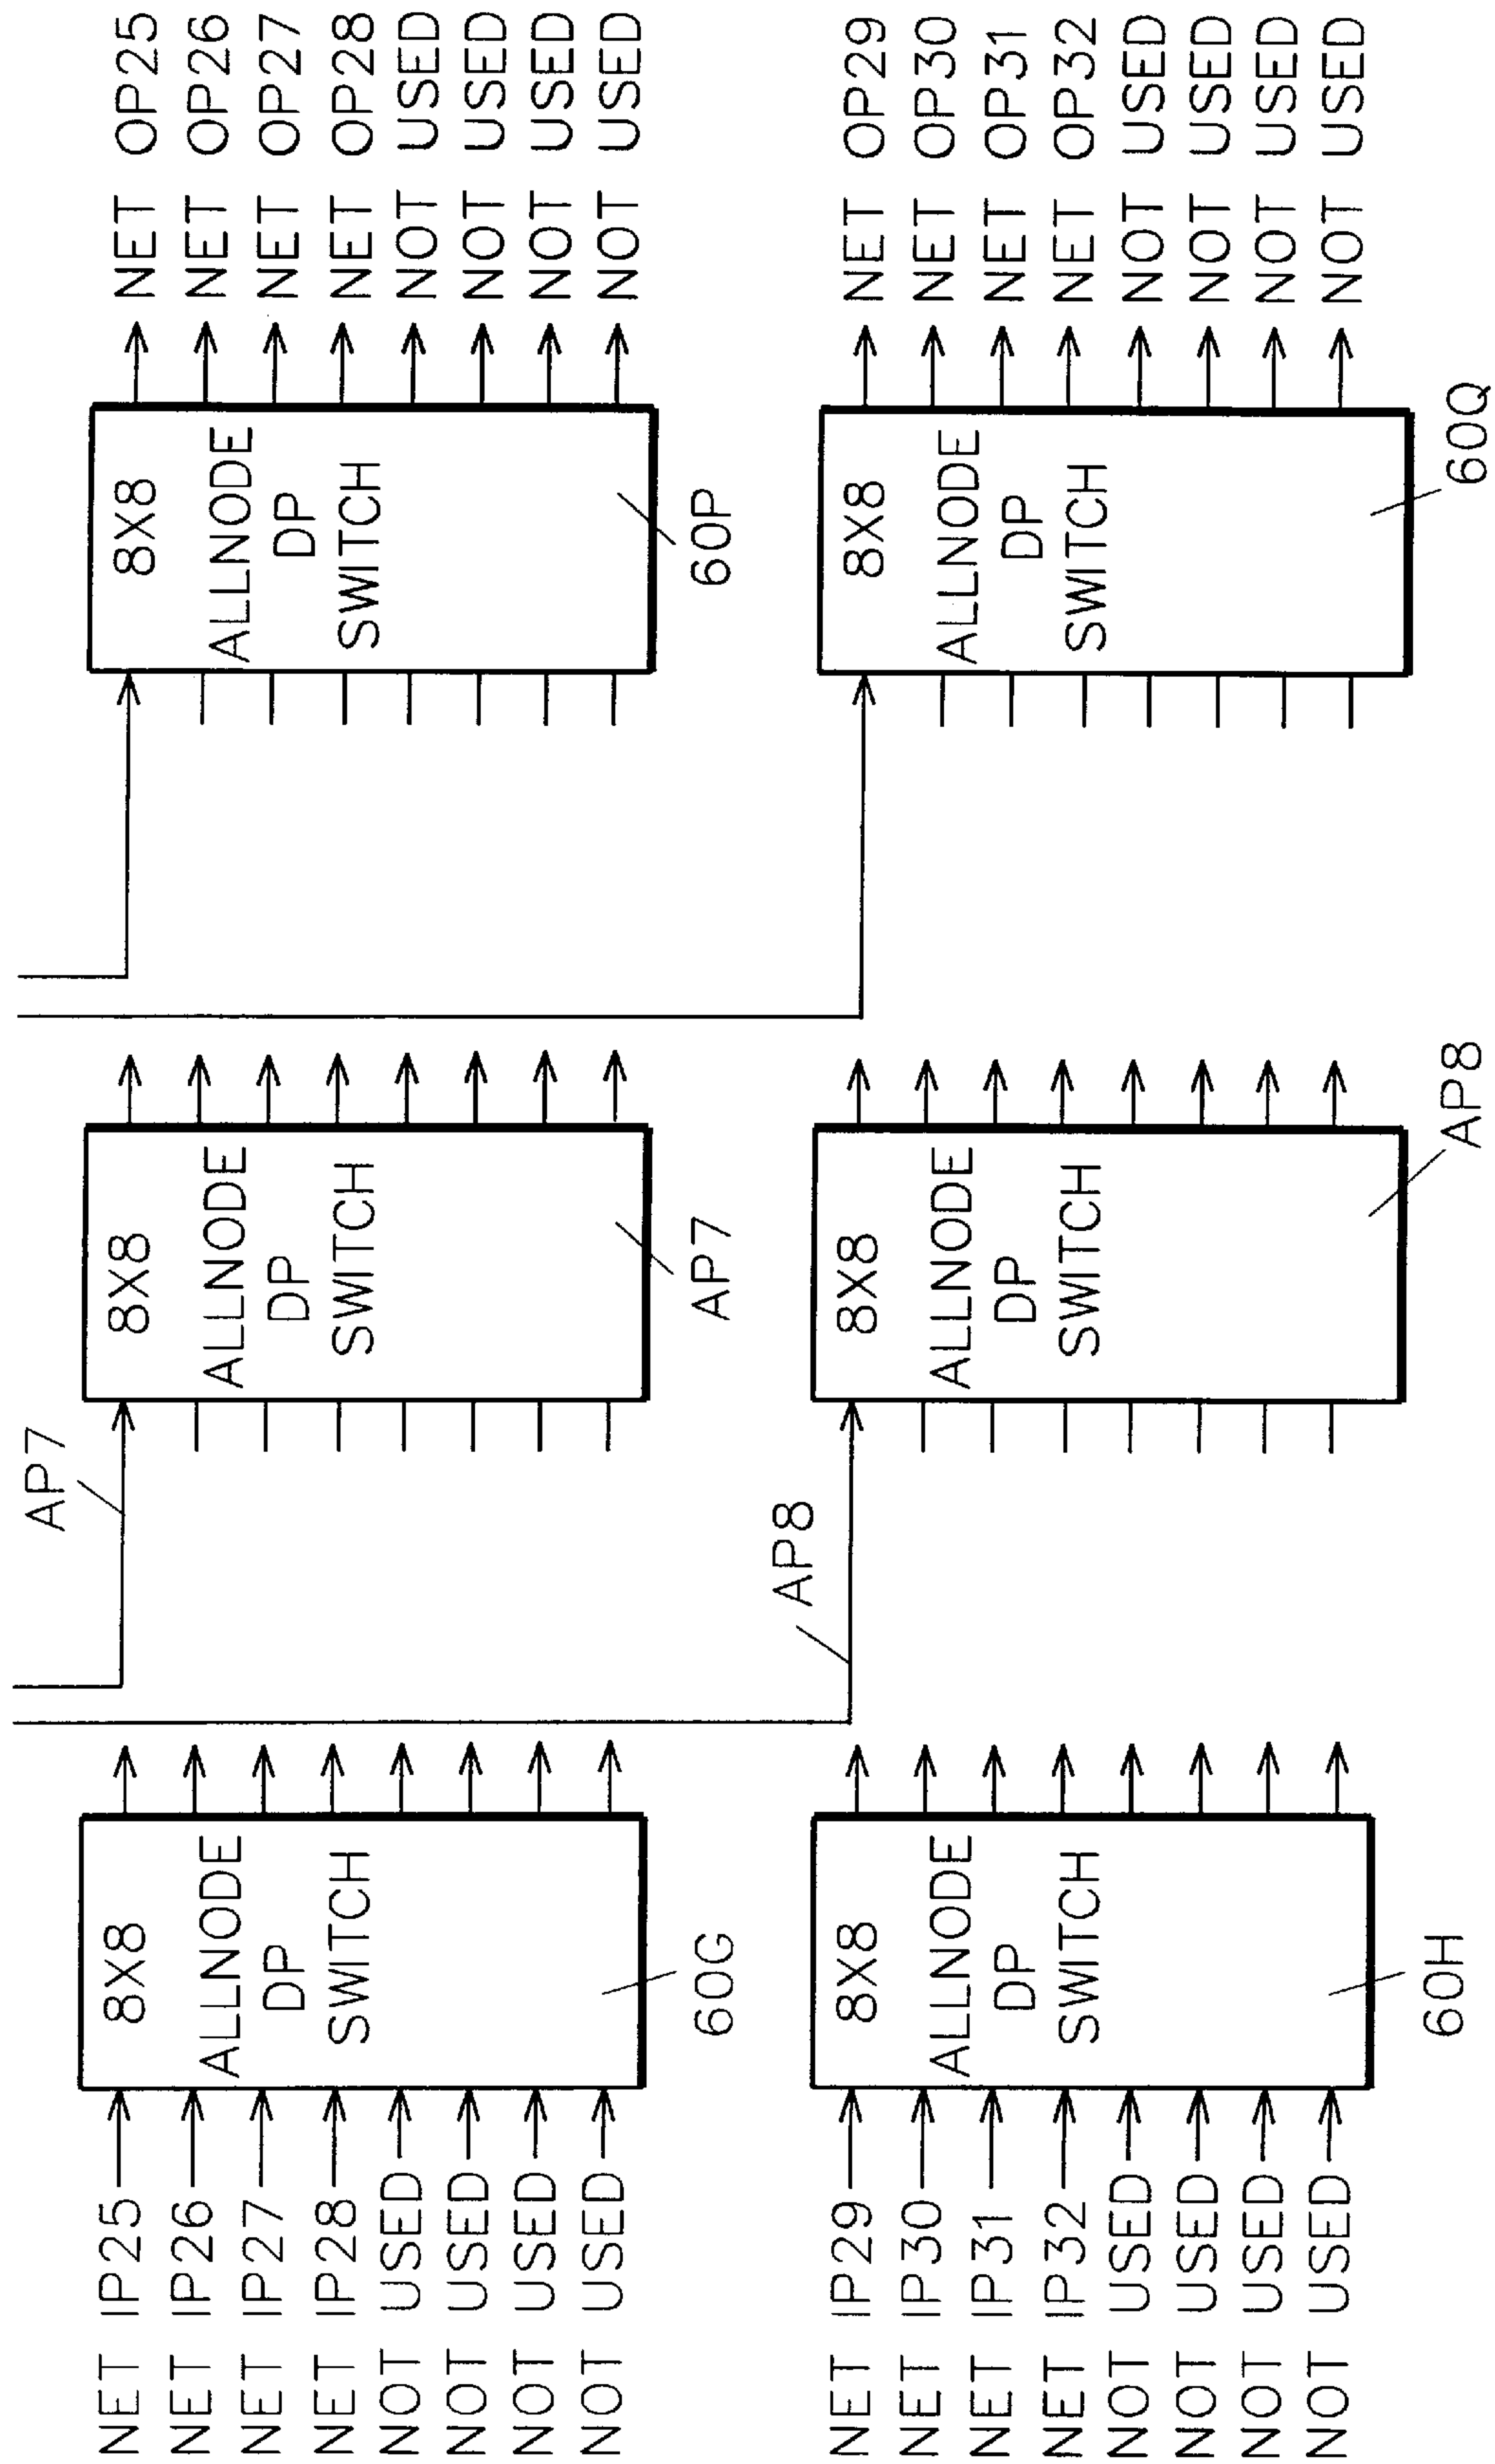 NET IP25
NET IP26
NET IP27
NET IP28
NOT USED
NOT USED
NOT USED
NOT USED
8X8
ALLNODE
DP
SWITCH
60G
AP7
8X8
ALLNODE
DP
SWITCH
AP7
8X8
ALLNODE
DP
SWITCH
60P
NET OP25
NET OP26
NET OP27
NET OP28
NOT USED
NOT USED
NOT USED
NOT USED
NET IP29
NET IP30
NET IP31
NET IP32
NOT USED
NOT USED
NOT USED
NOT USED
8X8
ALLNODE
DP
SWITCH
60H
AP8
8X8
ALLNODE
DP
SWITCH
AP8
8X8
ALLNODE
DP
SWITCH
60Q
NET OP29
NET OP30
NET OP31
NET OP32
NOT USED
NOT USED
NOT USED
NOT USED